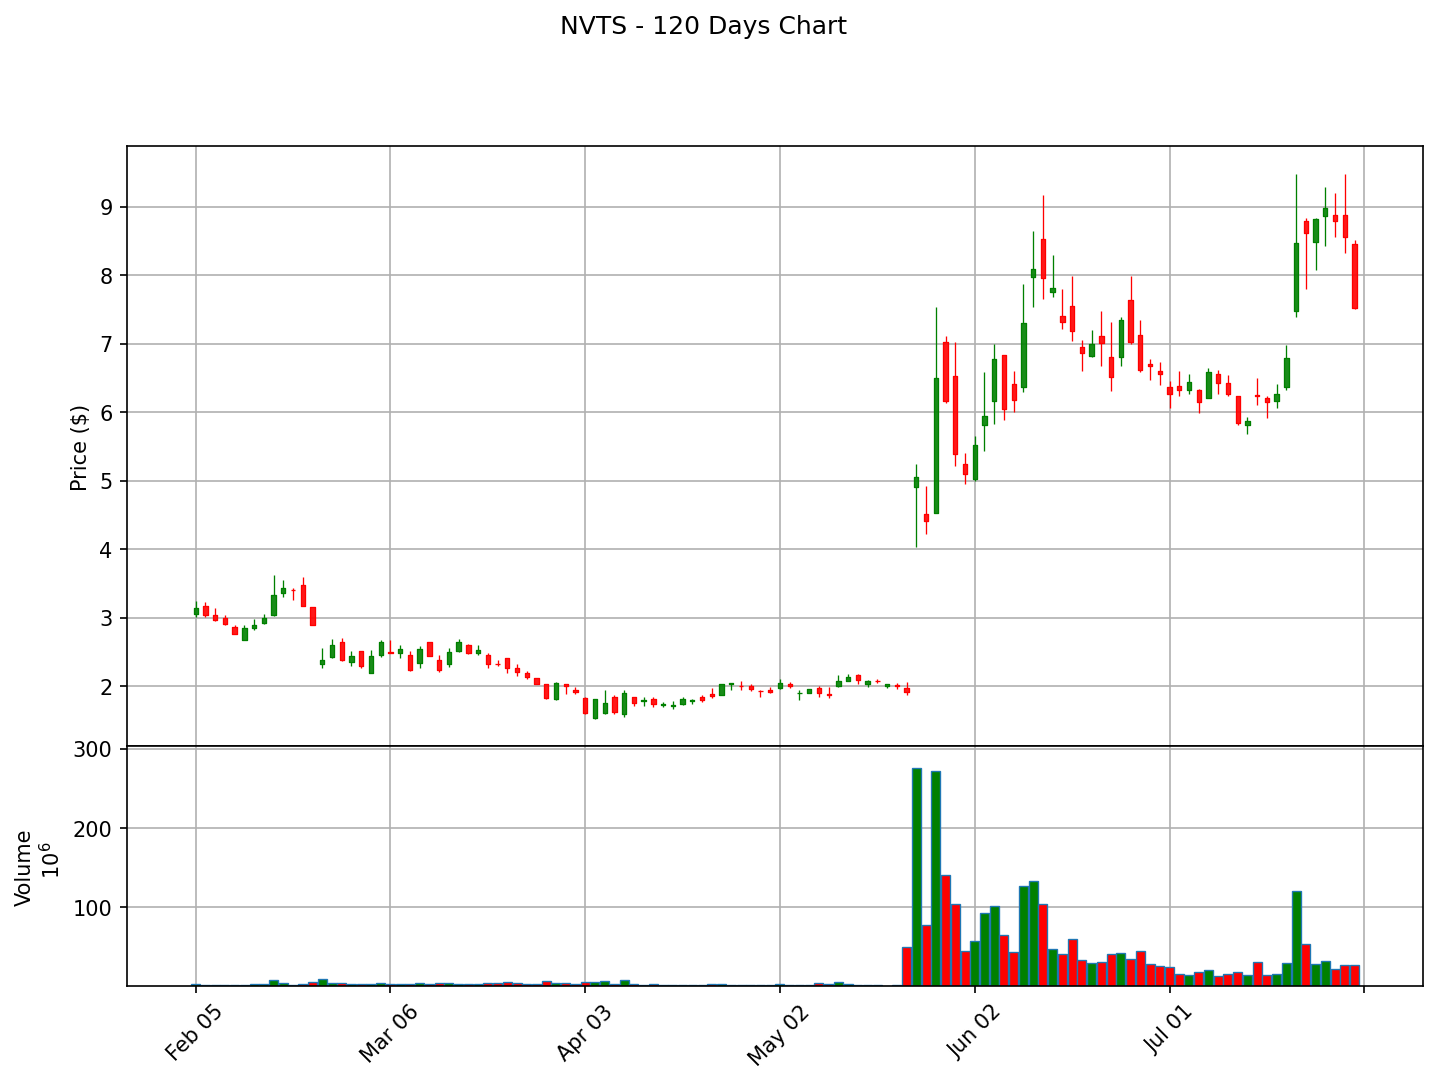 NVTS - 120 Days Chart
Price ($)
9
8
7
6
5
4
3
2
Volume
10⁶
300
200
100
Feb 05
Mar 06
Apr 03
May 02
Jun 02
Jul 01